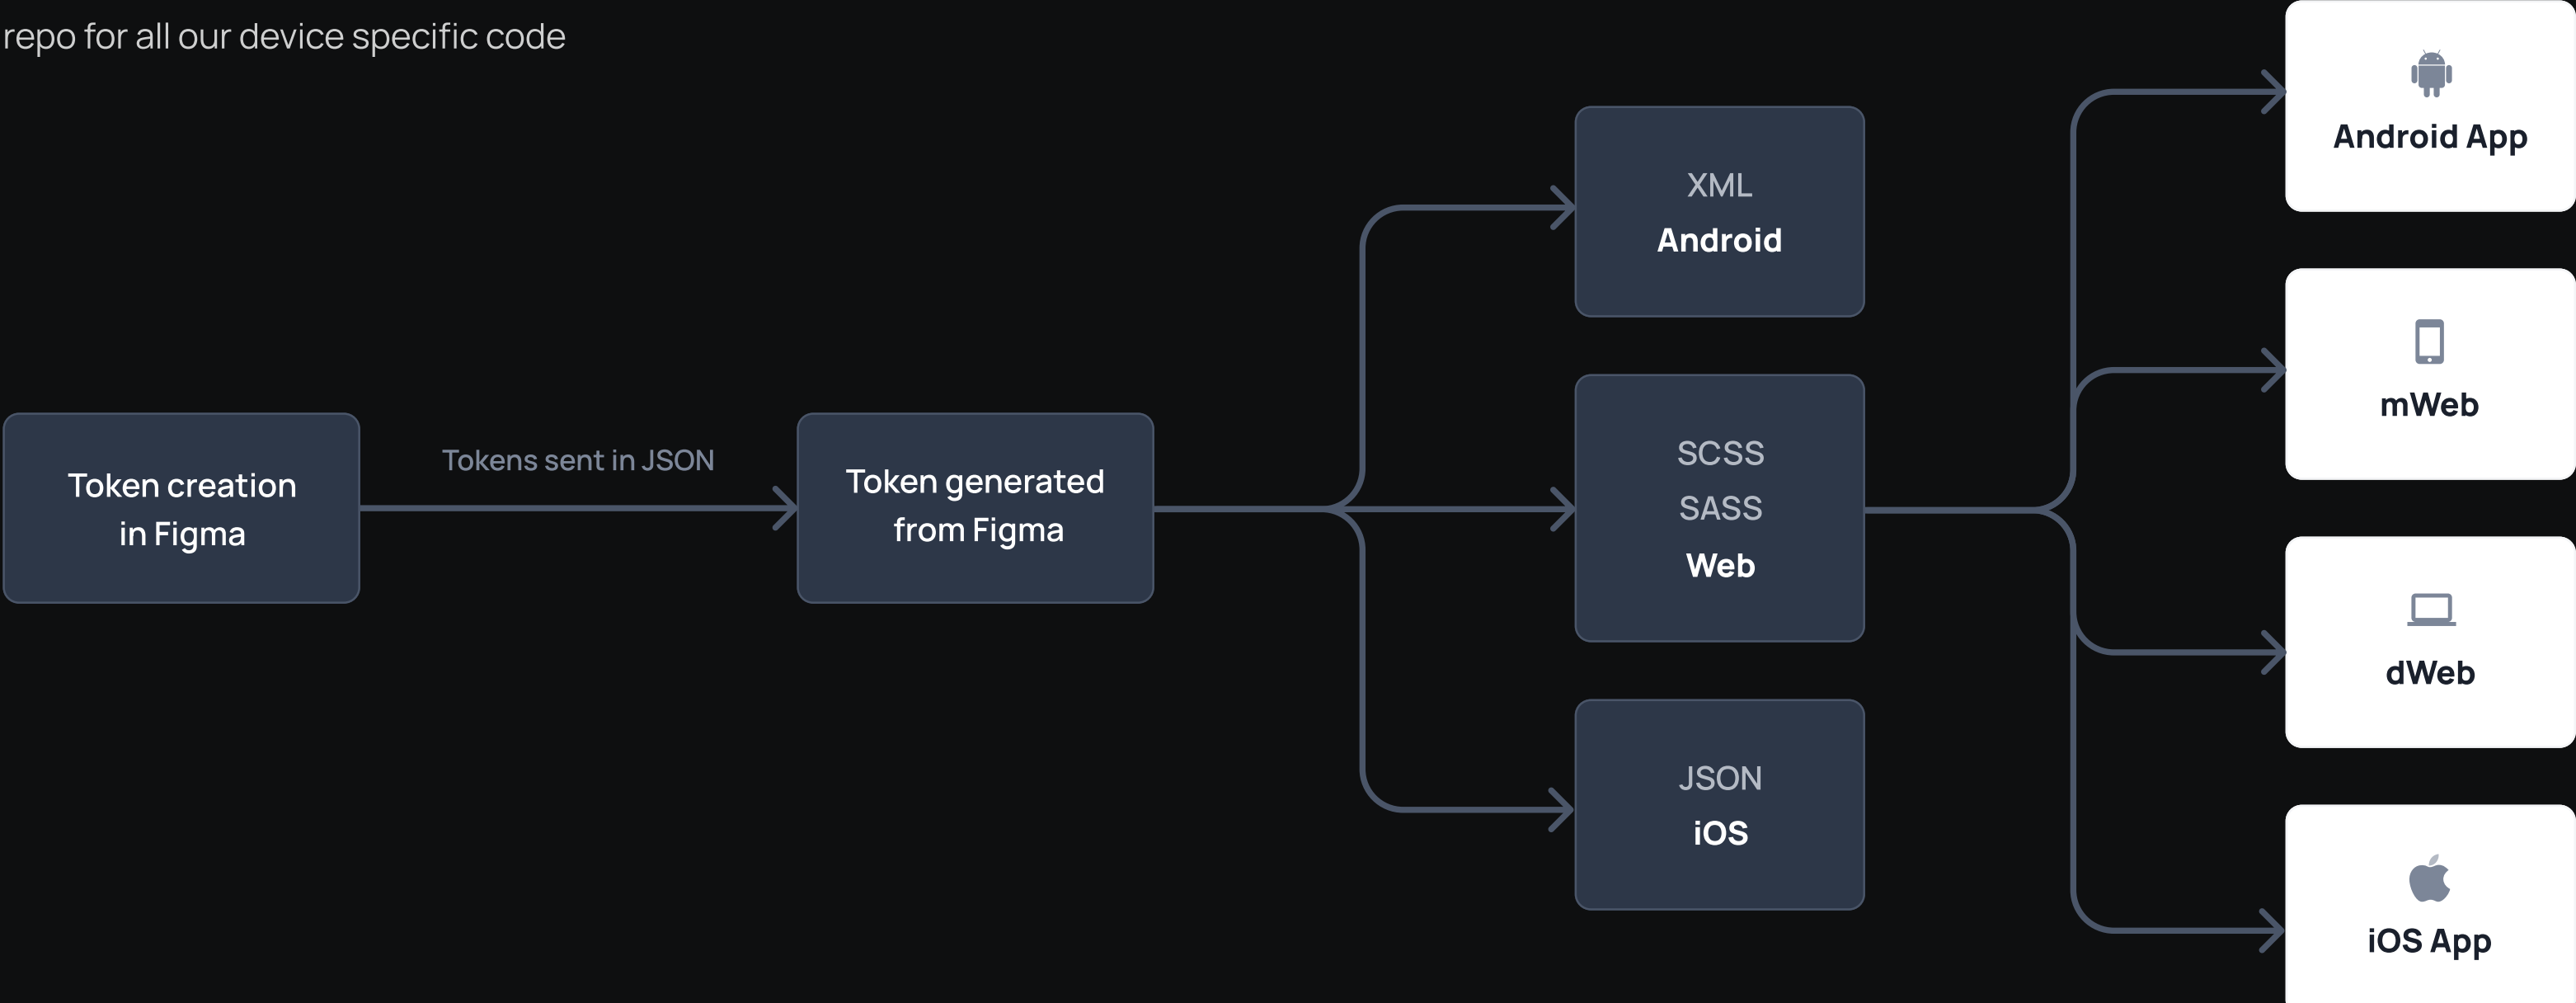 repo for all our device specific code
Token creation
in Figma
Tokens sent in JSON
Token generated
from Figma
XML
Android
SCSS
SASS
Web
JSON
iOS
Android App
mWeb
dWeb
iOS App